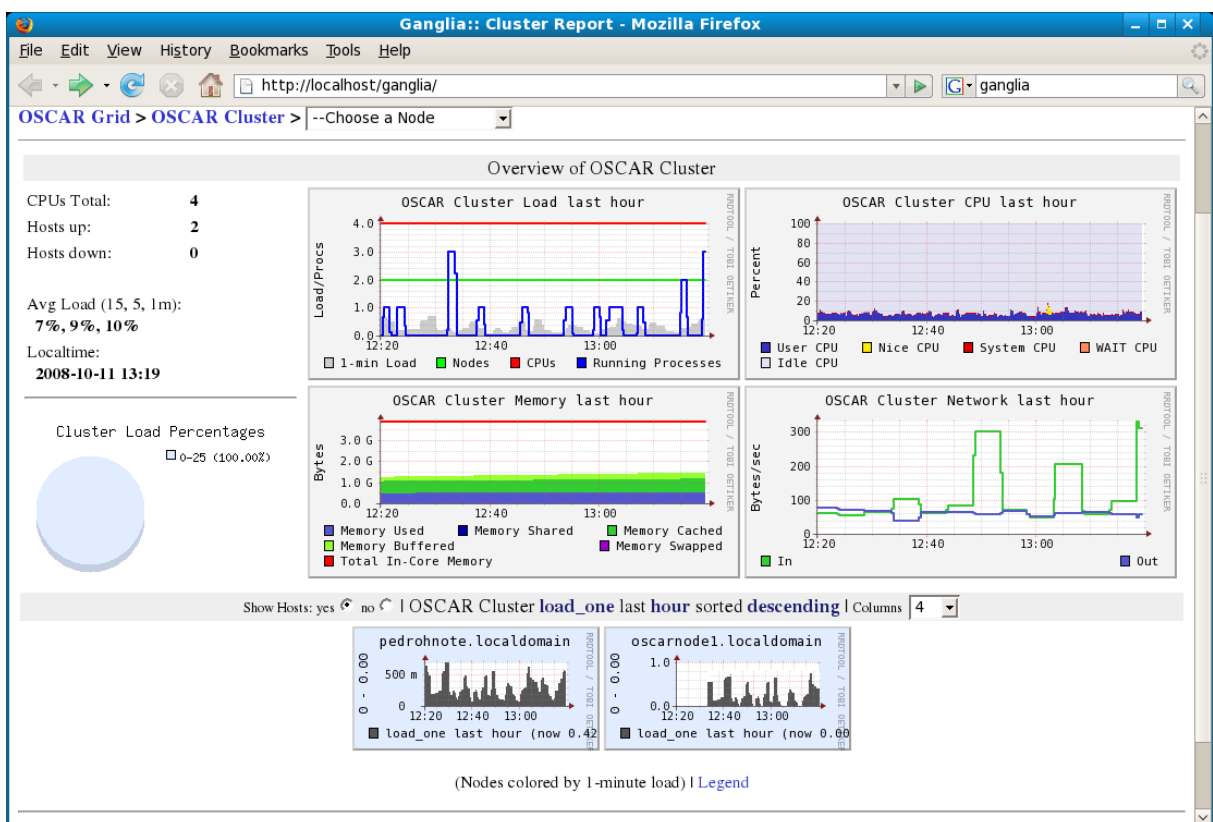 Ganglia:: Cluster Report - Mozilla Firefox
File Edit View History Bookmarks Tools Help
http://localhost/ganglia/
G ganglia
OSCAR Grid > OSCAR Cluster > --Choose a Node
Overview of OSCAR Cluster
CPUs Total: 4
Hosts up: 2
Hosts down: 0
Avg Load (15, 5, 1m):
7%, 9%, 10%
Localtime:
2008-10-11 13:19
Cluster Load Percentages
0-25 (100.00%)
OSCAR Cluster Load last hour
RRDTOOL / TOBI OETIKER
Load/Procs
4.0
3.0
2.0
1.0
0.0
12:20 12:40 13:00
1-min Load Nodes CPUs Running Processes
OSCAR Cluster CPU last hour
RRDTOOL / TOBI OETIKER
Percent
100
80
60
40
20
0
12:20 12:40 13:00
User CPU Nice CPU System CPU WAIT CPU
Idle CPU
OSCAR Cluster Memory last hour
RRDTOOL / TOBI OETIKER
Bytes
3.0 G
2.0 G
1.0 G
0.0
12:20 12:40 13:00
Memory Used Memory Shared Memory Cached
Memory Buffered Memory Swapped
Total In-Core Memory
OSCAR Cluster Network last hour
RRDTOOL / TOBI OETIKER
Bytes/sec
300
200
100
0
12:20 12:40 13:00
In Out
Show Hosts: yes no | OSCAR Cluster load_one last hour sorted descending | Columns 4
pedrohnote.localdomain
RRDTOOL / TOBI OETIKER
0 - 0.00
500 m
0
12:20 12:40 13:00
load_one last hour (now 0.42
oscarnode1.localdomain
RRDTOOL / TOBI OETIKER
0 - 0.00
1.0
0.0
12:20 12:40 13:00
load_one last hour (now 0.00
(Nodes colored by 1-minute load) | Legend